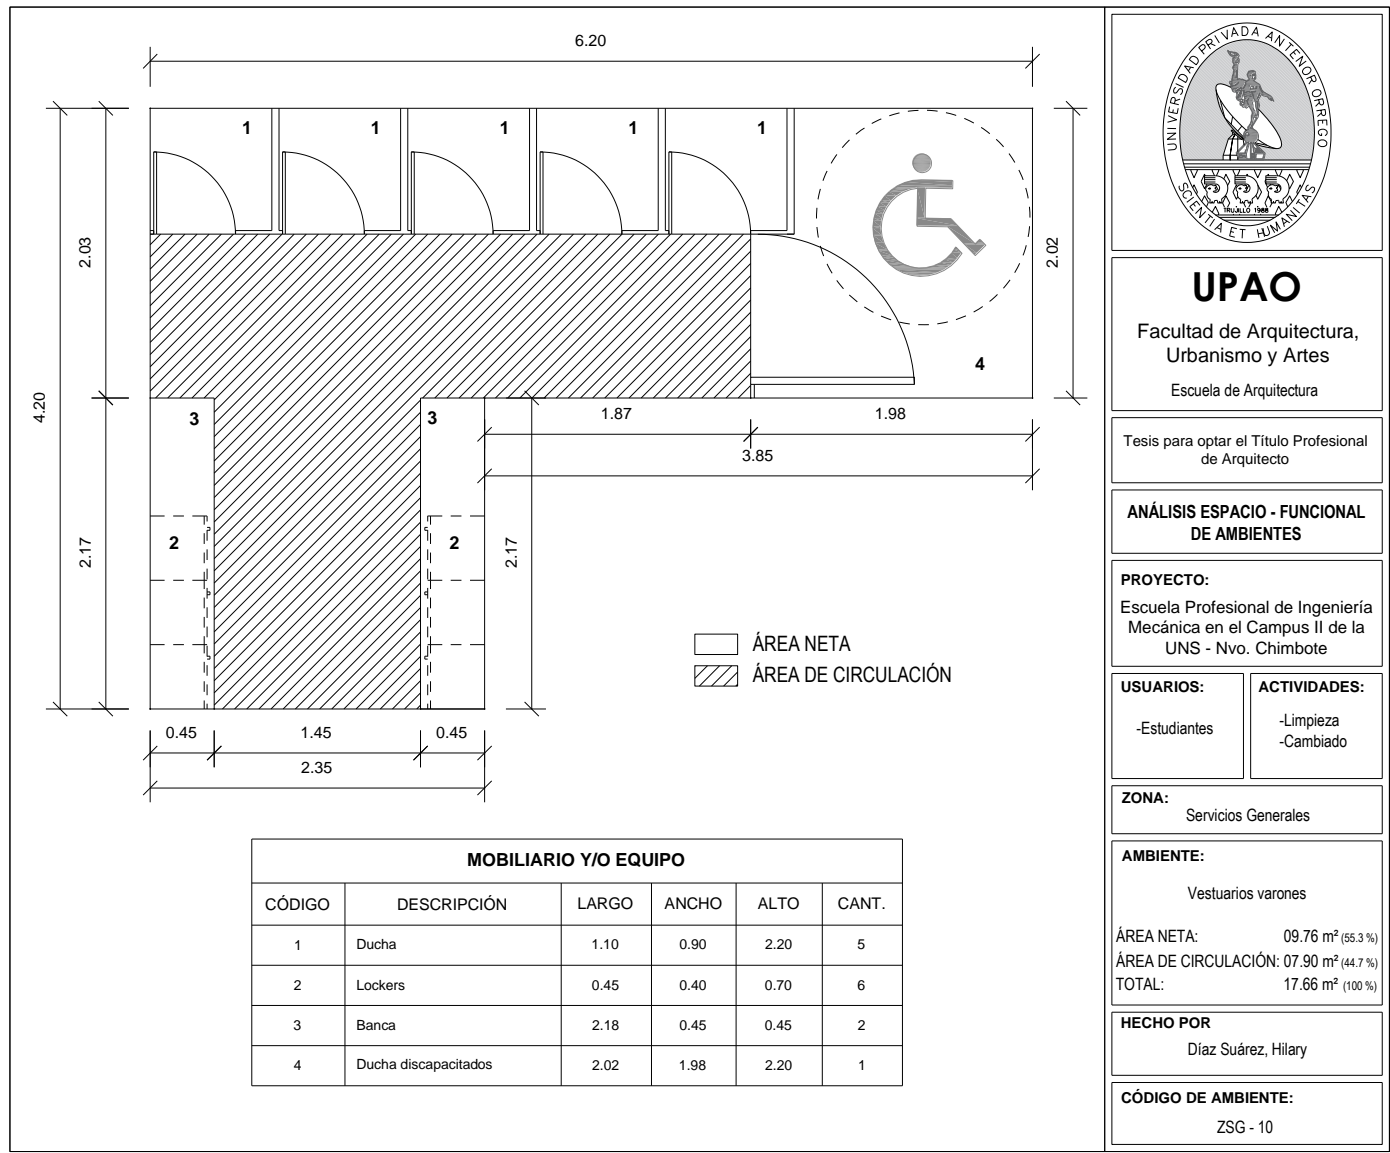 6.20
1
1
1
1
1
2.03
2.02
4.20
4
3
3
1.87
1.98
3.85
2
2
2.17
2.17
ÁREA NETA
ÁREA DE CIRCULACIÓN
0.45
1.45
0.45
2.35
MOBILIARIO Y/O EQUIPO
CÓDIGO DESCRIPCIÓN LARGO ANCHO ALTO CANT.
1 Ducha 1.10 0.90 2.20 5
2 Lockers 0.45 0.40 0.70 6
3 Banca 2.18 0.45 0.45 2
4 Ducha discapacitados 2.02 1.98 2.20 1
UNIVERSIDAD PRIVADA ANTENOR ORREGO
TRUJILLO 1988
SCIENTIA ET HUMANITAS
UPAO
Facultad de Arquitectura,
Urbanismo y Artes
Escuela de Arquitectura
Tesis para optar el Título Profesional
de Arquitecto
ANÁLISIS ESPACIO - FUNCIONAL
DE AMBIENTES
PROYECTO:
Escuela Profesional de Ingeniería
Mecánica en el Campus II de la
UNS - Nvo. Chimbote
USUARIOS:
-Estudiantes
ACTIVIDADES:
-Limpieza
-Cambiado
ZONA:
Servicios Generales
AMBIENTE:
Vestuarios varones
ÁREA NETA: 09.76 m² (55.3 %)
ÁREA DE CIRCULACIÓN: 07.90 m² (44.7 %)
TOTAL: 17.66 m² (100 %)
HECHO POR
Díaz Suárez, Hilary
CÓDIGO DE AMBIENTE:
ZSG - 10